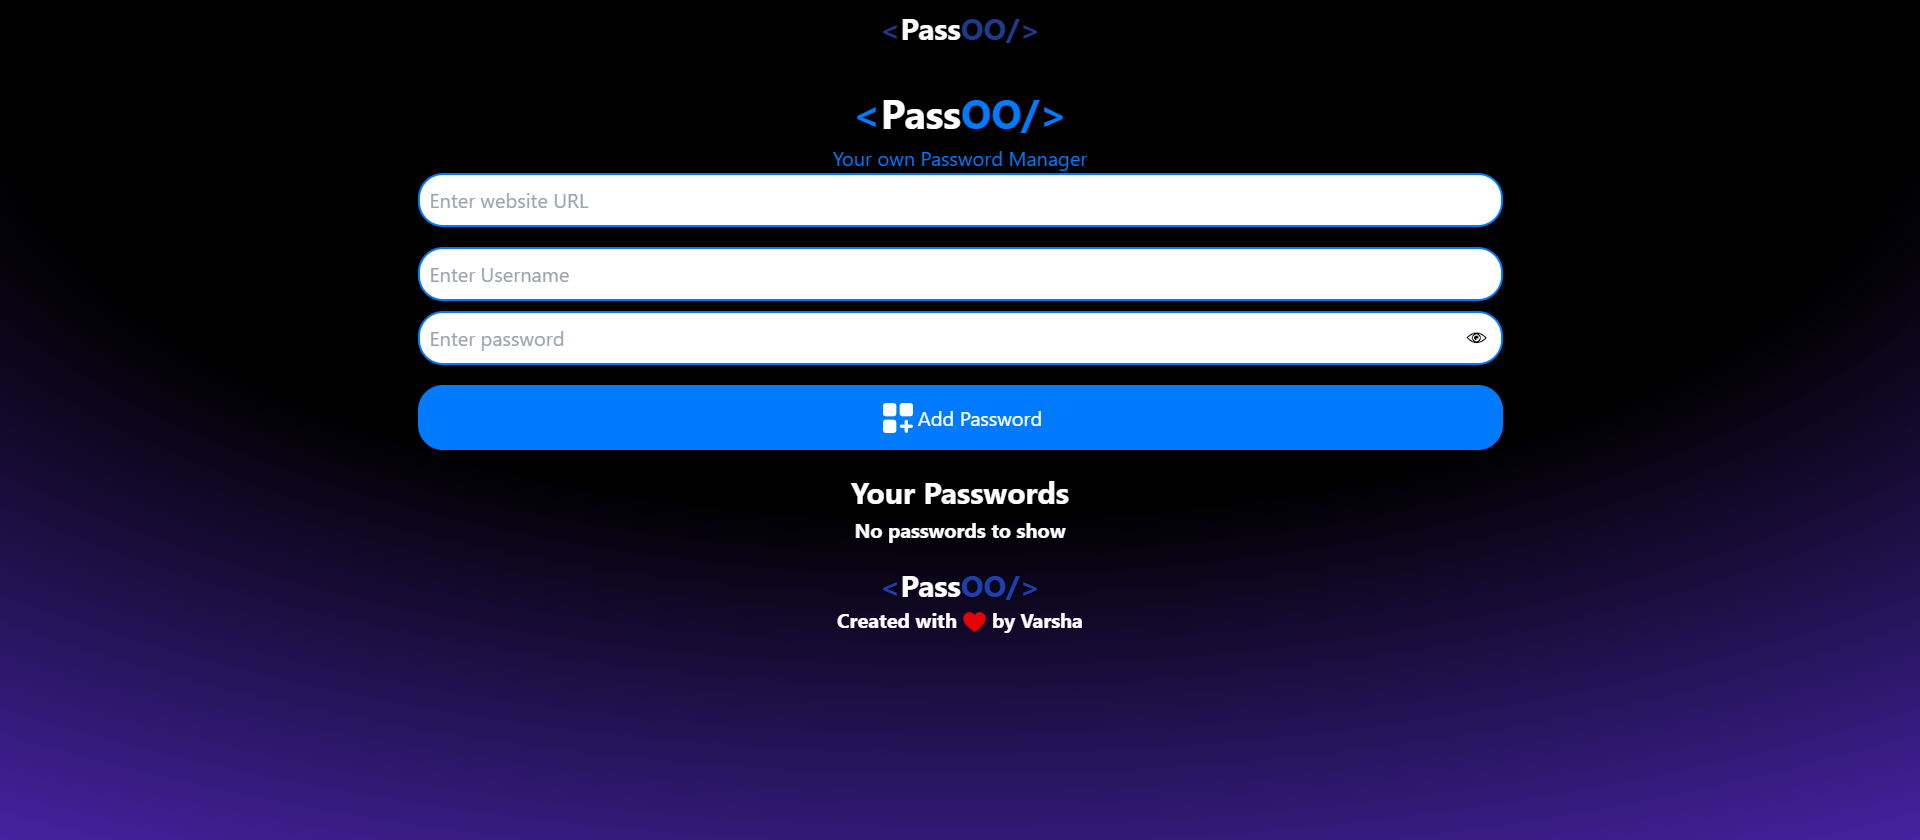 <PassOO/>
<PassOO/>
Your own Password Manager
Enter website URL
Enter Username
Enter password
Add Password
Your Passwords
No passwords to show
<PassOO/>
Created with ❤ by Varsha